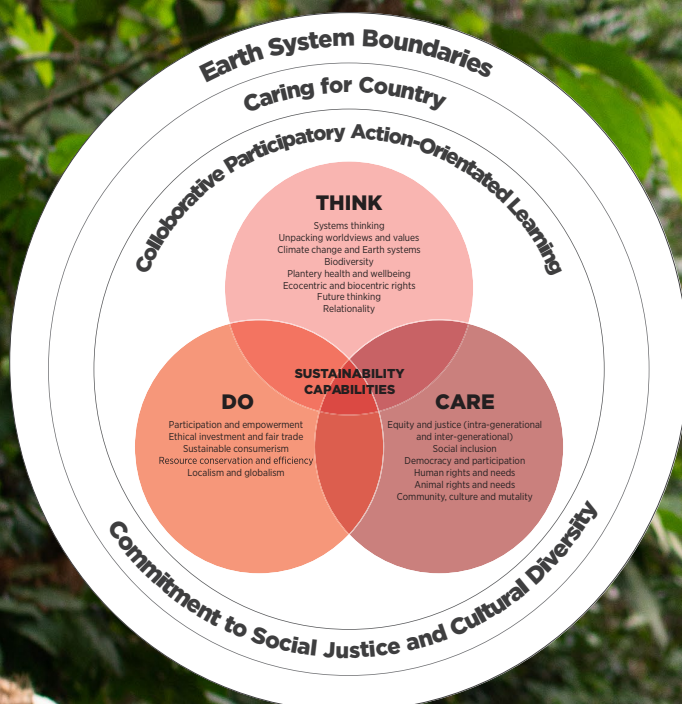 Earth System Boundaries
Caring for Country
Colloborative Participatory Action-Orientated Learning
THINK
Systems thinking
Unpacking worldviews and values
Climate change and Earth systems
Biodiversity
Plantery health and wellbeing
Ecocentric and biocentric rights
Future thinking
Relationality
SUSTAINABILITY
CAPABILITIES
DO
Participation and empowerment
Ethical investment and fair trade
Sustainable consumerism
Resource conservation and efficiency
Localism and globalism
CARE
Equity and justice (intra-generational
and inter-generational)
Social inclusion
Democracy and participation
Human rights and needs
Animal rights and needs
Community, culture and mutality
Commitment to Social Justice and Cultural Diversity